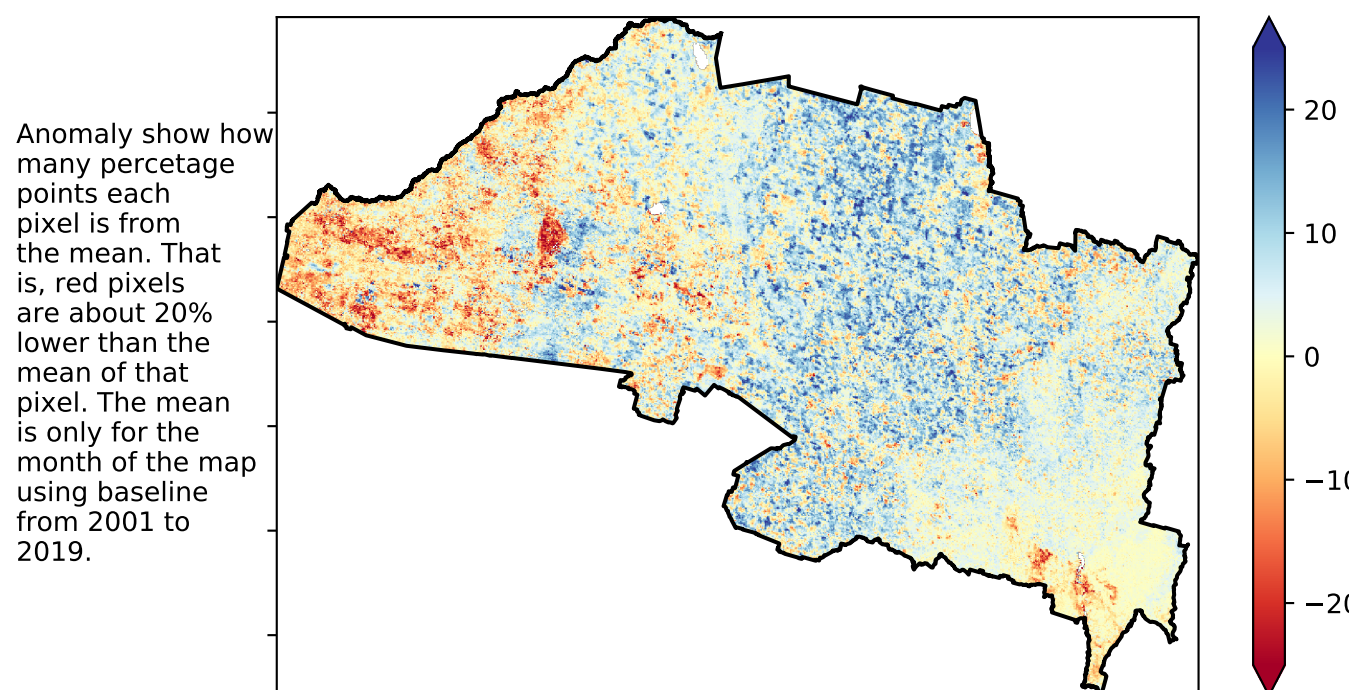 Anomaly show how
many percetage
points each
pixel is from
the mean. That
is, red pixels
are about 20%
lower than the
mean of that
pixel. The mean
is only for the
month of the map
using baseline
from 2001 to
2019.
20
10
0
−10
−20